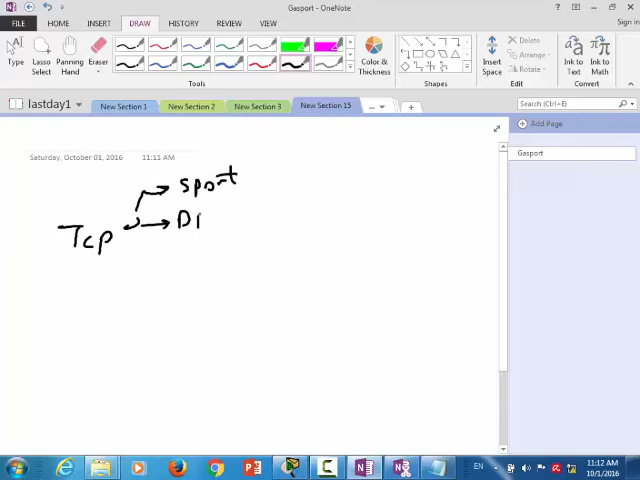 Gasport - OneNote
FILE HOME INSERT DRAW HISTORY REVIEW VIEW Sign in
Type Lasso Select Panning Hand Eraser Color & Thickness Insert Space Delete Arrange Rotate Ink to Text Ink to Math
Tools Shapes Edit Convert
lastday1 New Section 1 New Section 2 New Section 3 New Section 15 Search (Ctrl+E)
Add Page
Gasport
Saturday, October 01, 2016 11:11 AM
sport
Tcp
EN 11:12 AM
10/1/2016